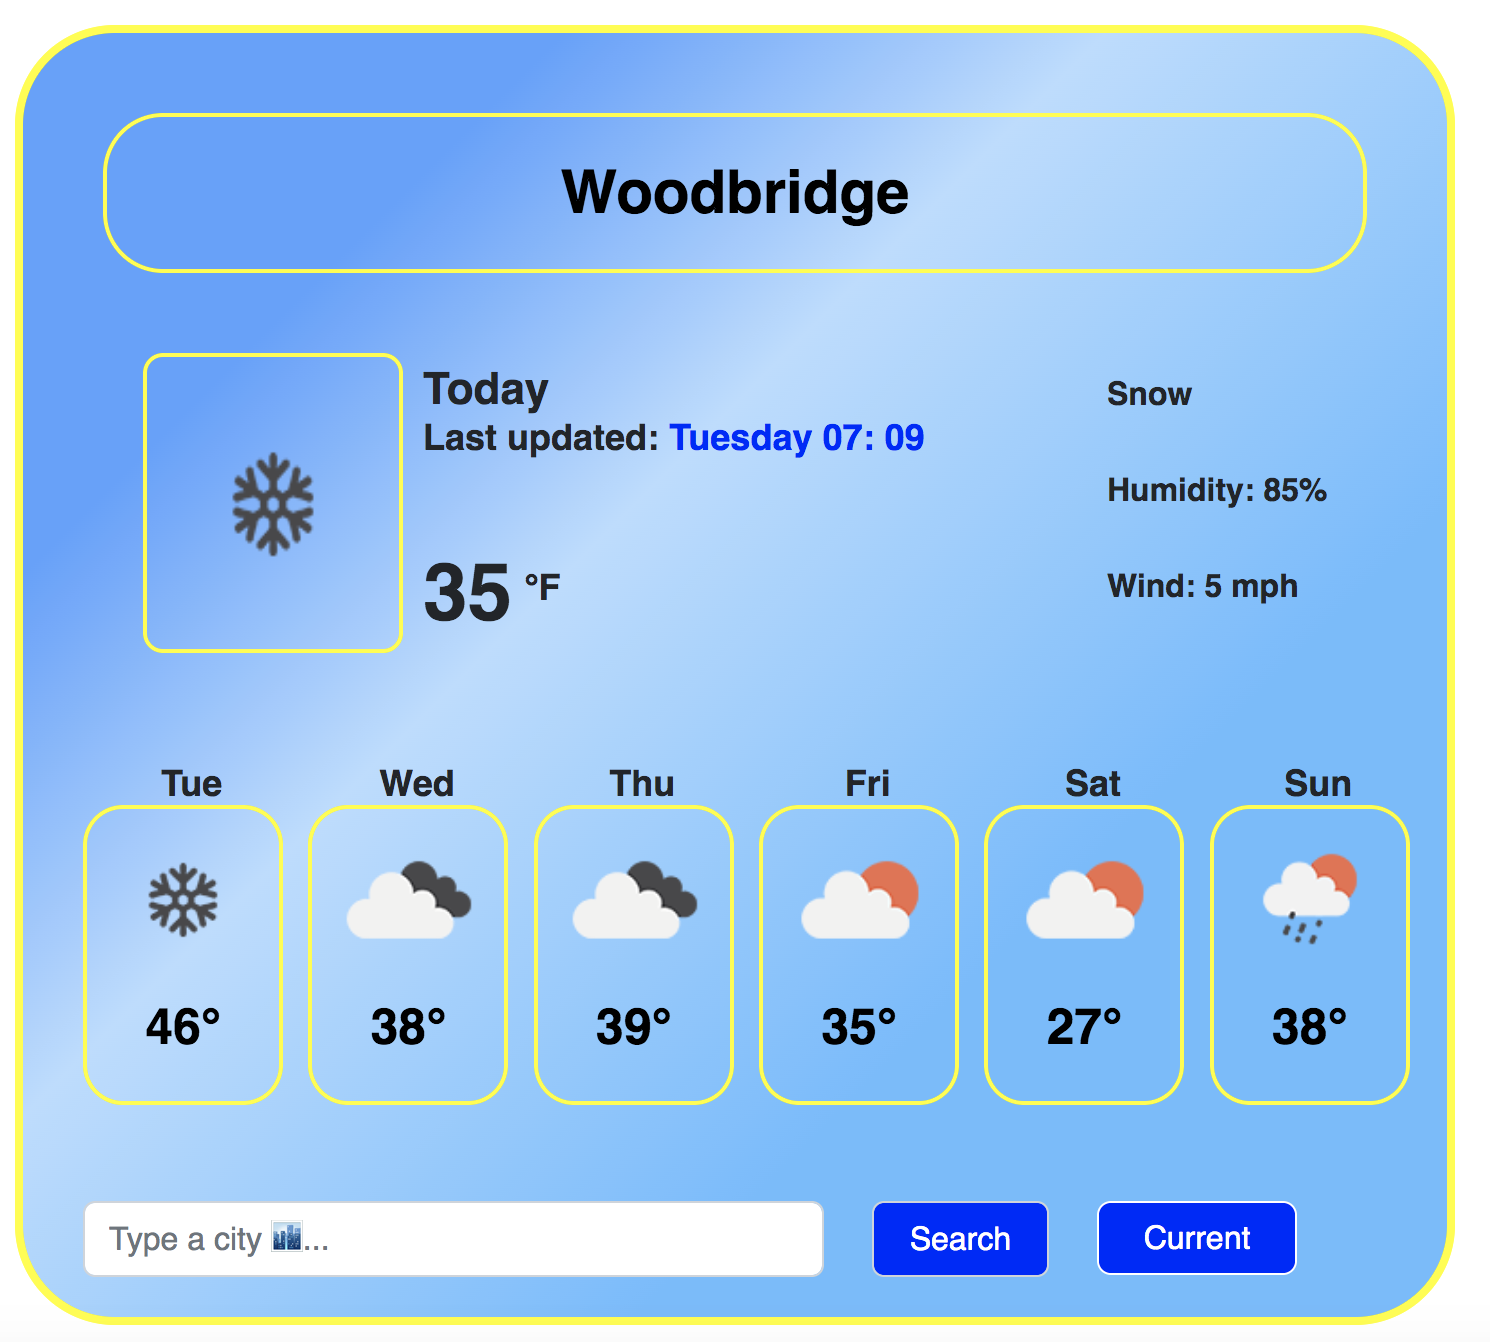 Woodbridge
Today
Last updated: Tuesday 07: 09
35 °F
Snow
Humidity: 85%
Wind: 5 mph
Tue Wed Thu Fri Sat Sun
46° 38° 39° 35° 27° 38°
Type a city 🏙️... Search Current